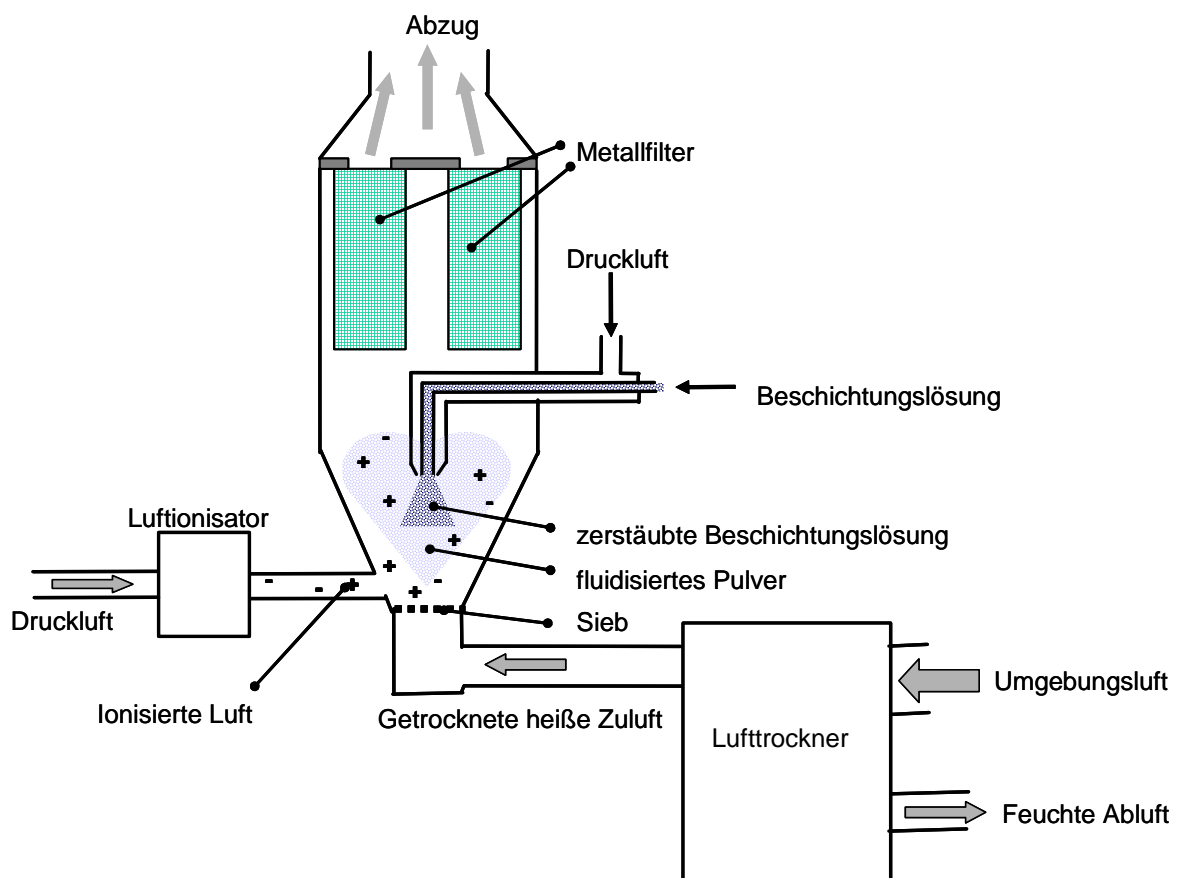 Abzug
Metallfilter
Druckluft
Beschichtungslösung
Luftionisator
zerstäubte Beschichtungslösung
fluidisiertes Pulver
Druckluft
Sieb
Ionisierte Luft
Getrocknete heiße Zuluft
Umgebungsluft
Lufttrockner
Feuchte Abluft